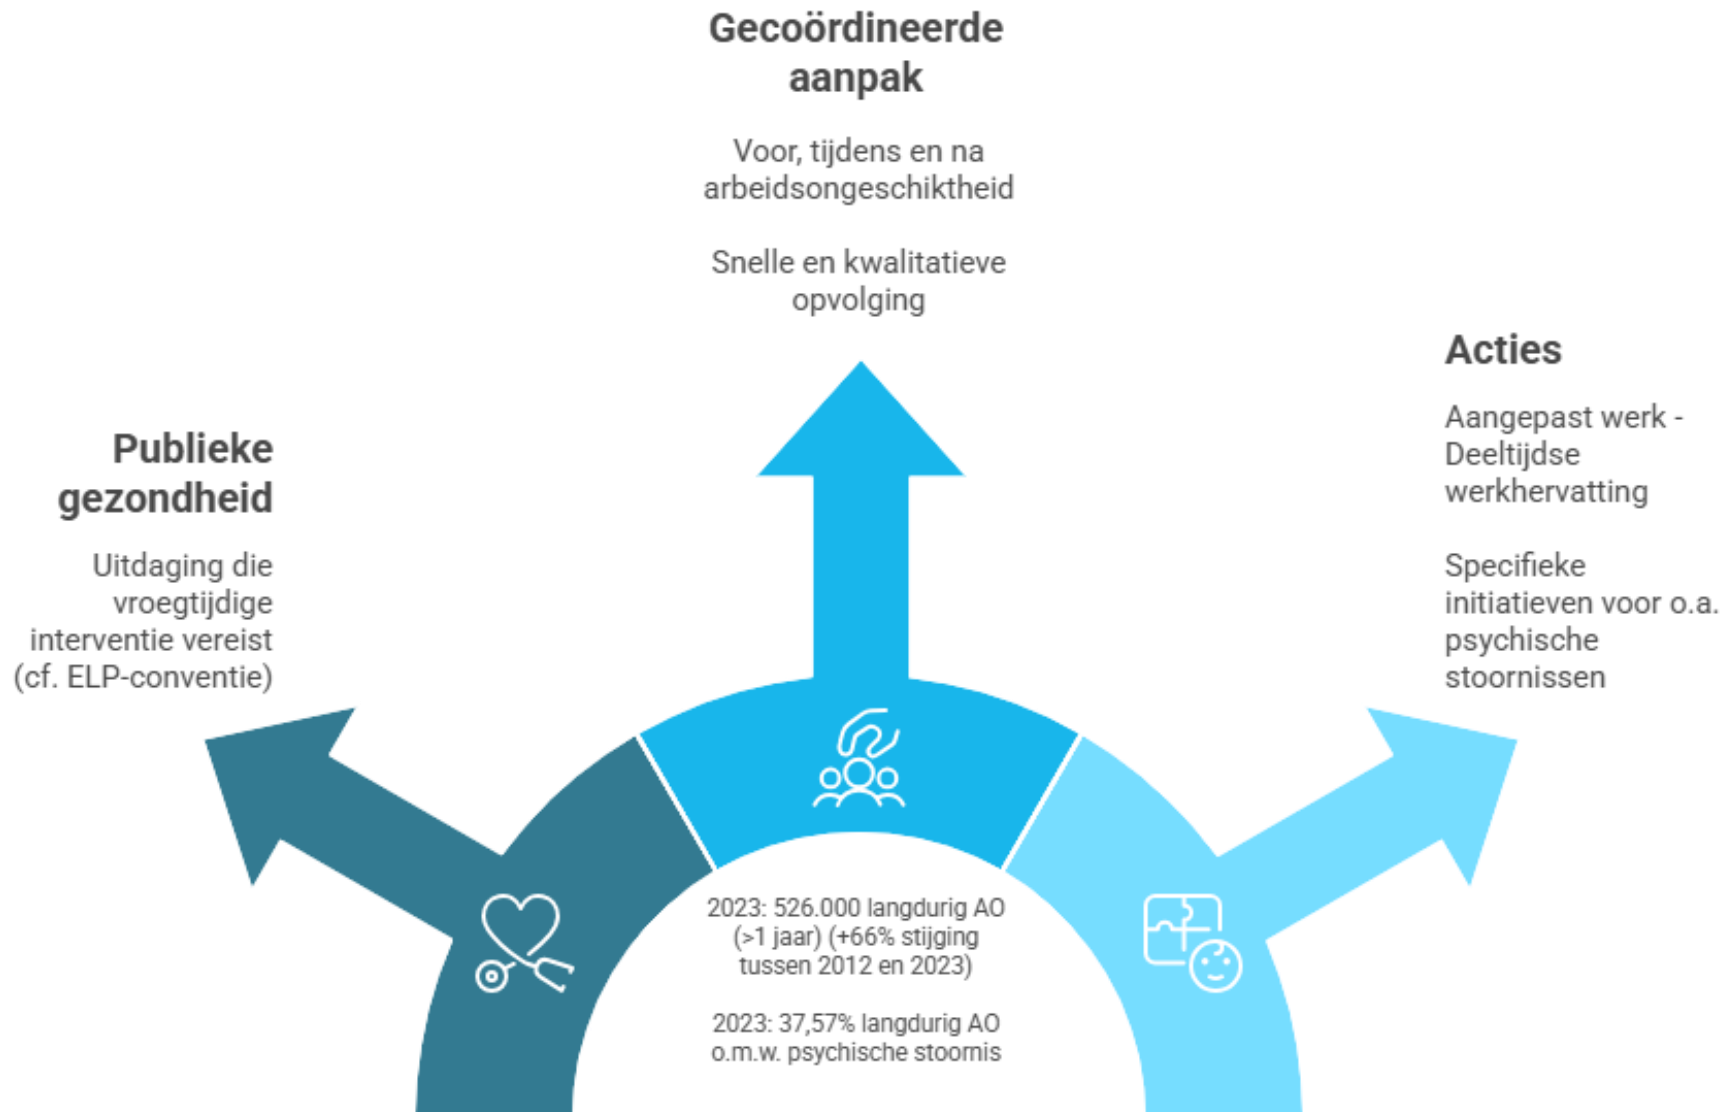 Gecoördineerde
aanpak
Voor, tijdens en na
arbeidsongeschiktheid
Snelle en kwalitatieve
opvolging
Acties
Aangepast werk -
Deeltijdse
werkhervatting
Specifieke
initiatieven voor o.a.
psychische
stoornissen
Publieke
gezondheid
Uitdaging die
vroegtijdige
interventie vereist
(cf. ELP-conventie)
2023: 526.000 langdurig AO
(>1 jaar) (+66% stijging
tussen 2012 en 2023)
2023: 37,57% langdurig AO
o.m.w. psychische stoornis